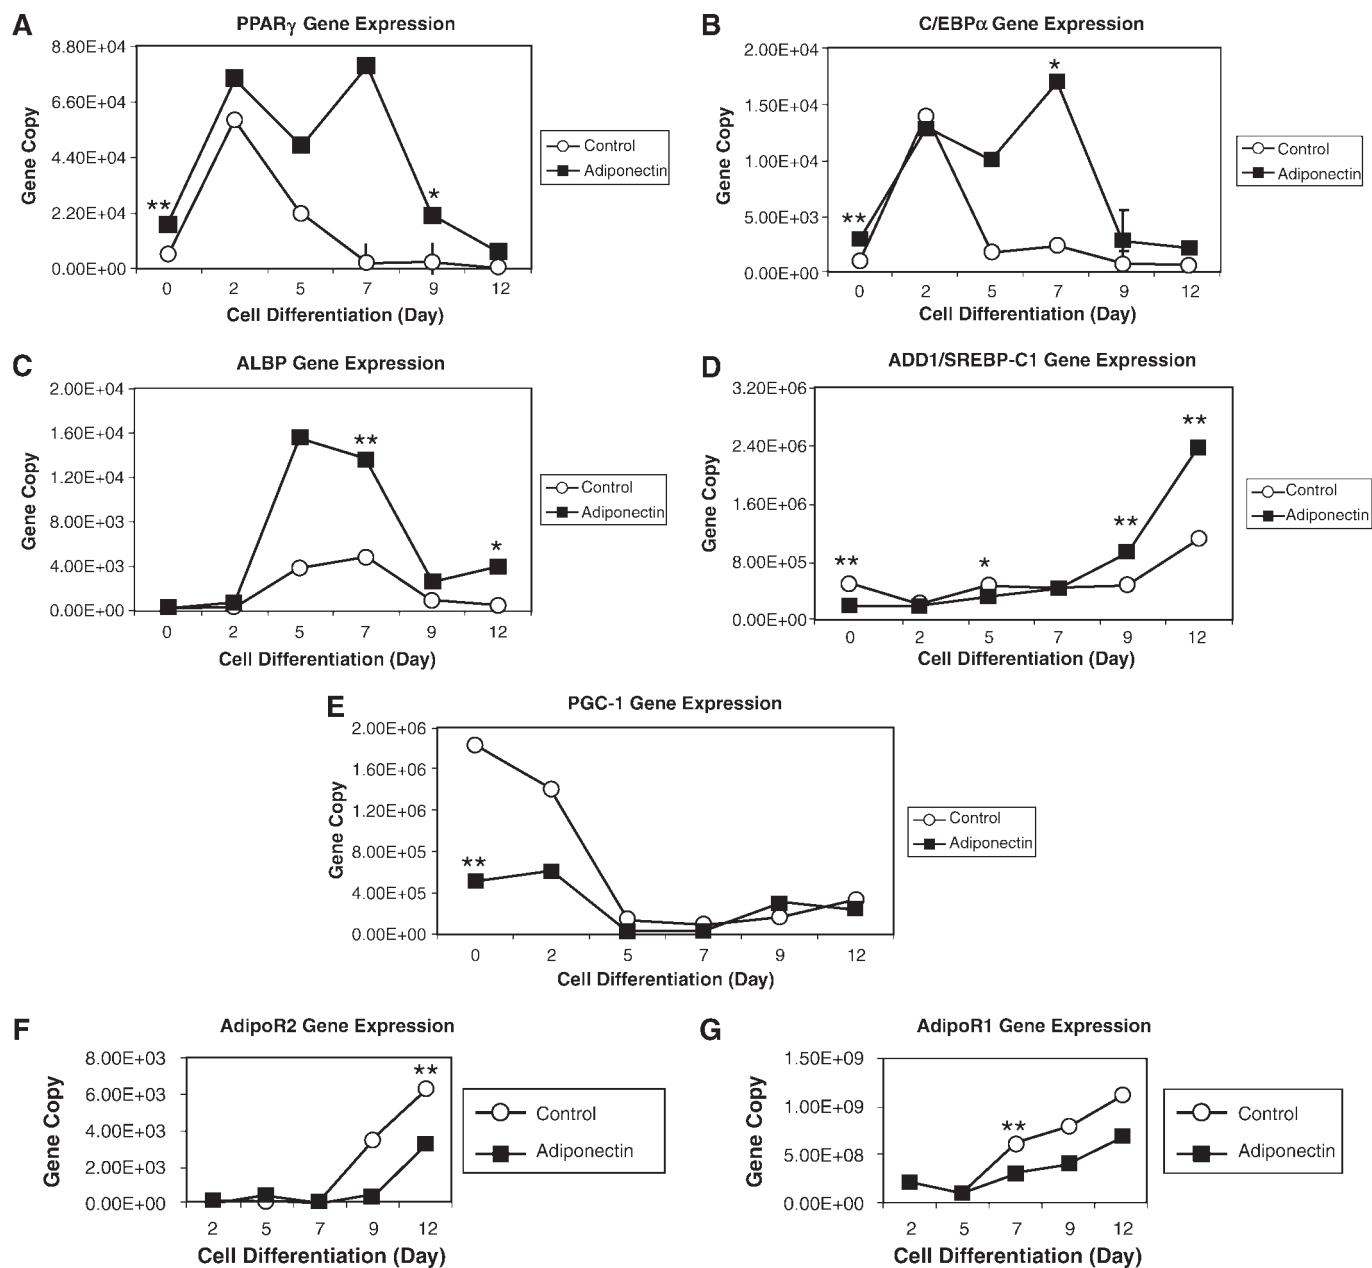 A
PPARγ Gene Expression
8.80E+04
6.60E+04
4.40E+04
2.20E+04
0.00E+00
Gene Copy
**
*
0 2 5 7 9 12
Cell Differentiation (Day)
Control
Adiponectin
B
C/EBPα Gene Expression
2.00E+04
1.50E+04
1.00E+04
5.00E+03
0.00E+00
Gene Copy
**
*
0 2 5 7 9 12
Cell Differentiation (Day)
Control
Adiponectin
C
ALBP Gene Expression
2.00E+04
1.60E+04
1.20E+04
8.00E+03
4.00E+03
0.00E+00
Gene Copy
**
*
0 2 5 7 9 12
Cell Differentiation (Day)
Control
Adiponectin
D
ADD1/SREBP-C1 Gene Expression
3.20E+06
2.40E+06
1.60E+06
8.00E+05
0.00E+00
Gene Copy
**
*
**
**
0 2 5 7 9 12
Cell Differentiation (Day)
Control
Adiponectin
E
PGC-1 Gene Expression
2.00E+06
1.60E+06
1.20E+06
8.00E+05
4.00E+05
0.00E+00
Gene Copy
**
0 2 5 7 9 12
Cell Differentiation (Day)
Control
Adiponectin
F
AdipoR2 Gene Expression
8.00E+03
6.00E+03
4.00E+03
2.00E+03
0.00E+00
Gene Copy
**
2 5 7 9 12
Cell Differentiation (Day)
Control
Adiponectin
G
AdipoR1 Gene Expression
1.50E+09
1.00E+09
5.00E+08
0.00E+00
Gene Copy
**
2 5 7 9 12
Cell Differentiation (Day)
Control
Adiponectin